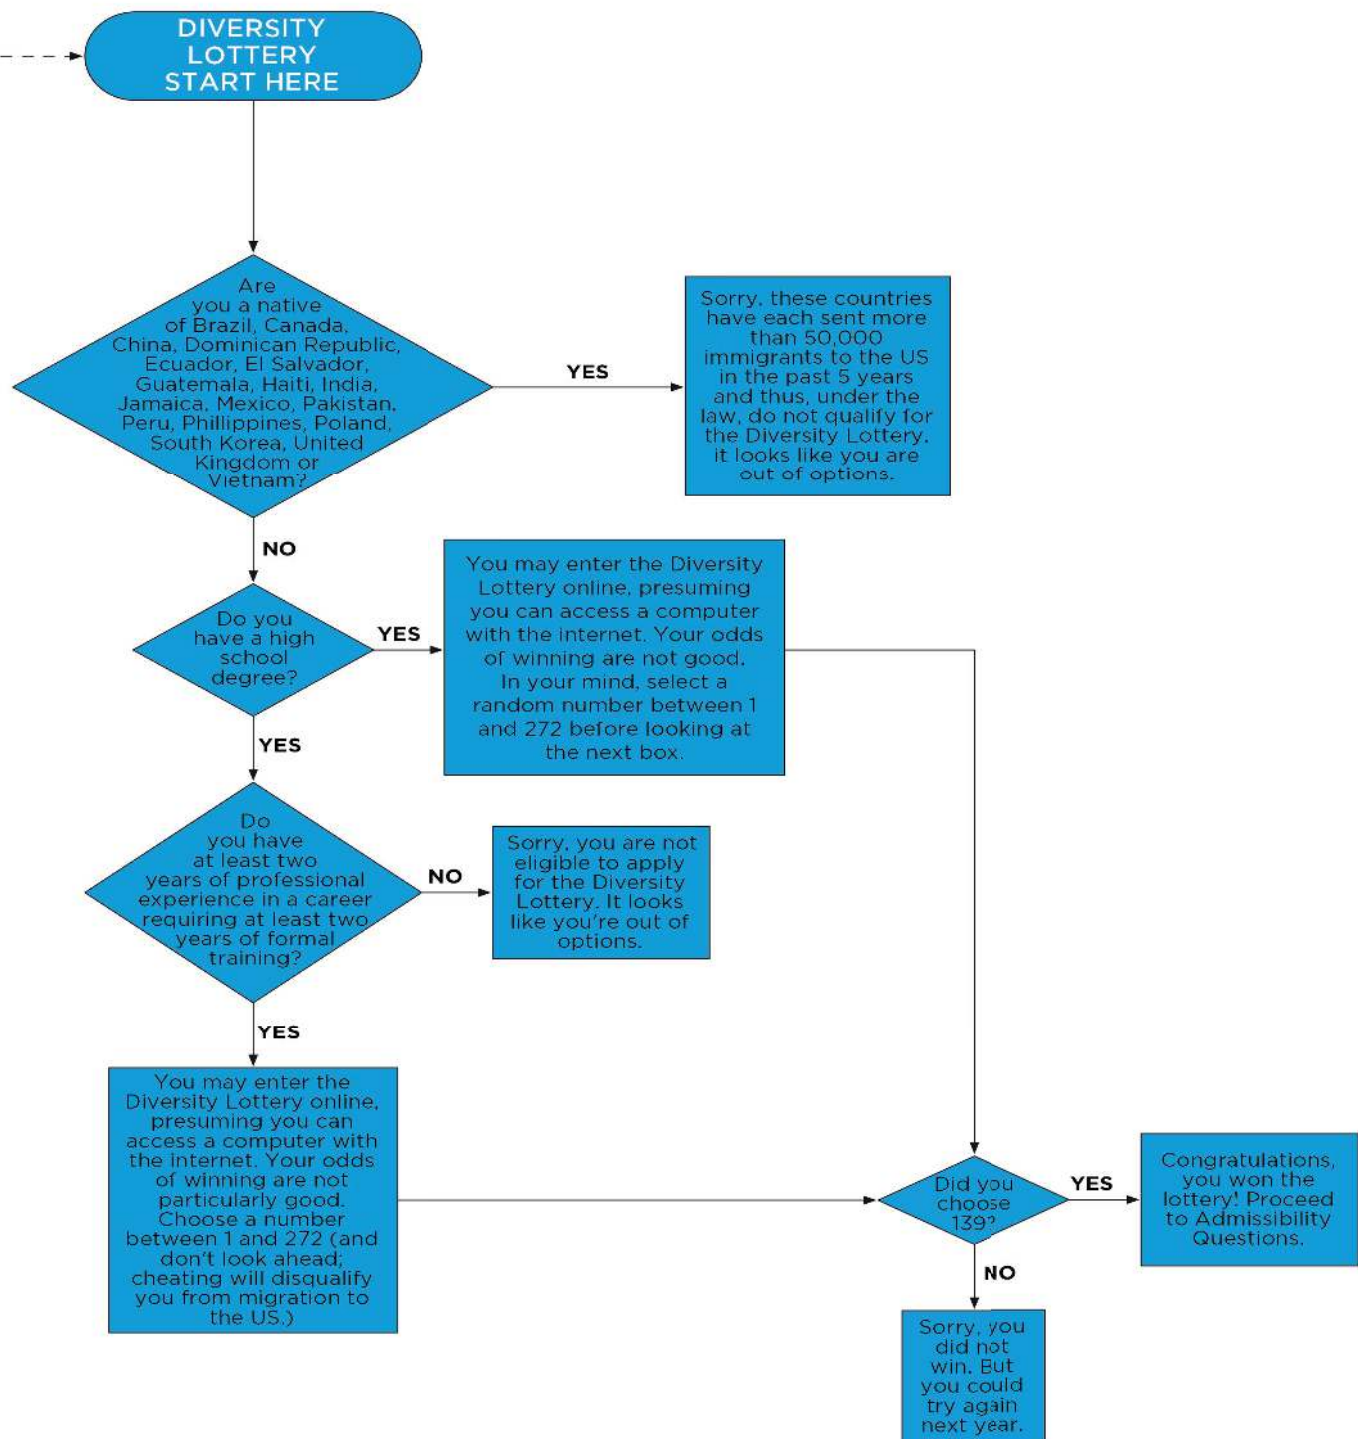 DIVERSITY
LOTTERY
START HERE
Are
you a native
of Brazil, Canada,
China, Dominican Republic,
Ecuador, El Salvador,
Guatemala, Haiti, India,
Jamaica, Mexico, Pakistan,
Peru, Phillippines, Poland,
South Korea, United
Kingdom or
Vietnam?
YES
Sorry, these countries
have each sent more
than 50,000
immigrants to the US
in the past 5 years
and thus, under the
law, do not qualify for
the Diversity Lottery.
it looks like you are
out of options.
NO
Do you
have a high
school
degree?
YES
You may enter the Diversity
Lottery online, presuming
you can access a computer
with the internet. Your odds
of winning are not good.
In your mind, select a
random number between 1
and 272 before looking at
the next box.
YES
Do
you have
at least two
years of professional
experience in a career
requiring at least two
years of formal
training?
NO
Sorry, you are not
eligible to apply
for the Diversity
Lottery. It looks
like you're out of
options.
YES
You may enter the
Diversity Lottery online,
presuming you can
access a computer with
the internet. Your odds
of winning are not
particularly good.
Choose a number
between 1 and 272 (and
don't look ahead;
cheating will disqualify
you from migration to
the US.)
Did you
choose
139?
YES
Congratulations,
you won the
lottery! Proceed
to Admissibility
Questions.
NO
Sorry, you
did not
win. But
you could
try again
next year.